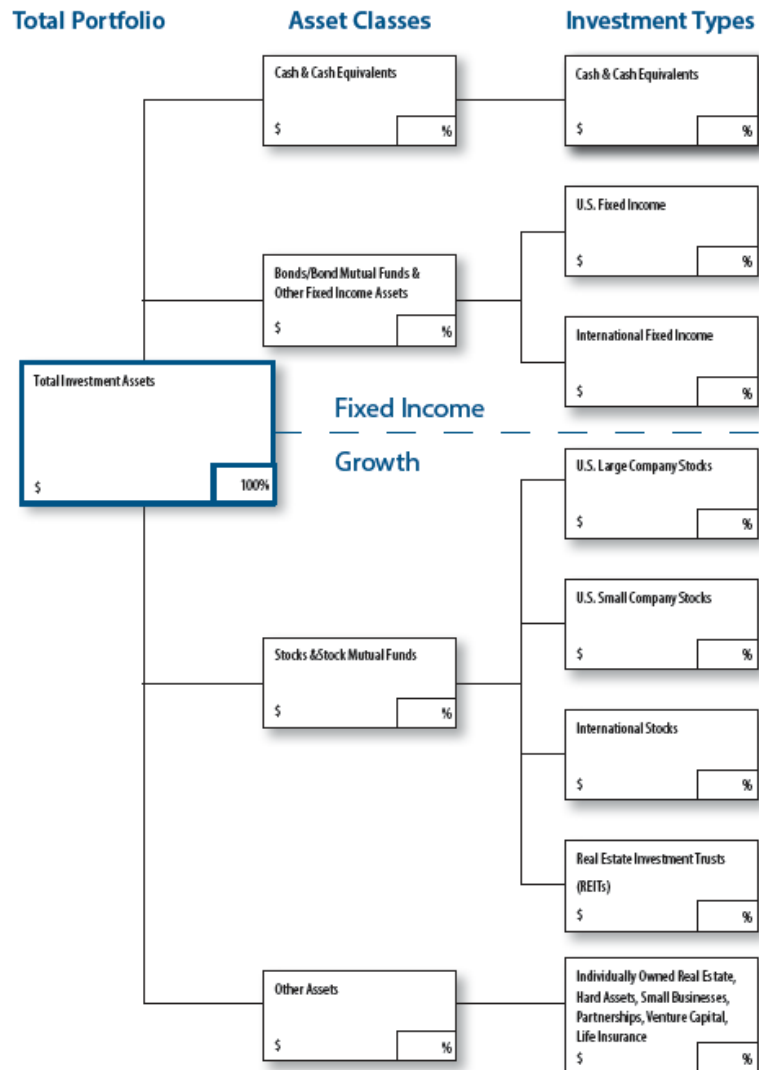 Total Portfolio
Asset Classes
Investment Types
Cash & Cash Equivalents
$ %
Cash & Cash Equivalents
$ %
U.S. Fixed Income
$ %
Bonds/Bond Mutual Funds &
Other Fixed Income Assets
$ %
International Fixed Income
$ %
Total Investment Assets
$ 100%
Fixed Income
Growth
U.S. Large Company Stocks
$ %
U.S. Small Company Stocks
$ %
Stocks &Stock Mutual Funds
$ %
International Stocks
$ %
Real Estate Investment Trusts
(REITs)
$ %
Other Assets
$ %
Individually Owned Real Estate,
Hard Assets, Small Businesses,
Partnerships, Venture Capital,
Life Insurance
$ %